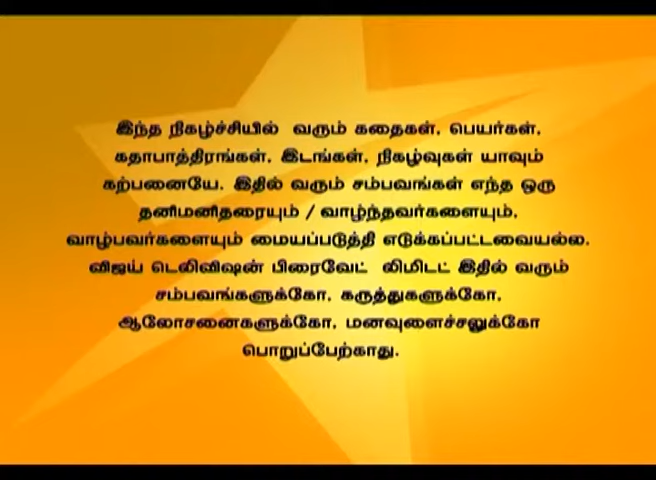 இந்த நிகழ்ச்சியில் வரும் கதைகள், பெயர்கள்,
கதாபாத்திரங்கள், இடங்கள், நிகழ்வுகள் யாவும்
கற்பனையே. இதில் வரும் சம்பவங்கள் எந்த ஒரு
தனிமனிதரையும் / வாழ்ந்தவர்களையும்,
வாழ்பவர்களையும் மையப்படுத்தி எடுக்கப்பட்டவையல்ல.
விஜய் டெலிவிஷன் பிரைவேட் லிமிடட் இதில் வரும்
சம்பவங்களுக்கோ, கருத்துகளுக்கோ,
ஆலோசனைகளுக்கோ, மனவுளைச்சலுக்கோ
பொறுப்பேற்காது.